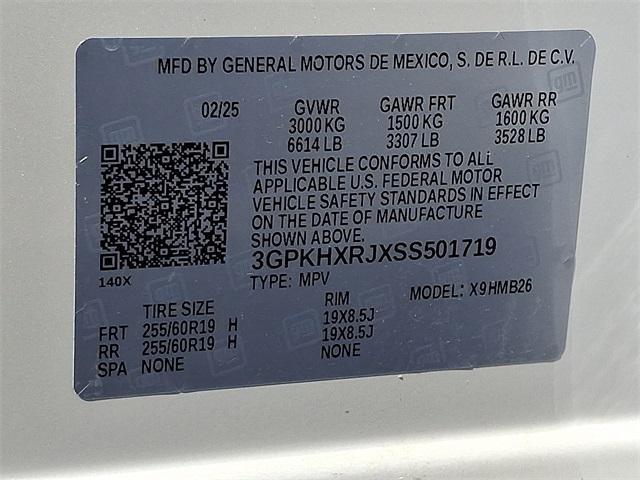 MFD BY GENERAL MOTORS DE MEXICO, S. DE R.L. DE C.V.
02/25 GVWR GAWR FRT GAWR RR
3000 KG 1500 KG 1600 KG
6614 LB 3307 LB 3528 LB
THIS VEHICLE CONFORMS TO ALL
APPLICABLE U.S. FEDERAL MOTOR
VEHICLE SAFETY STANDARDS IN EFFECT
ON THE DATE OF MANUFACTURE
SHOWN ABOVE.
3GPKHXRJXSS501719
140X
TYPE: MPV MODEL: X9HMB26
TIRE SIZE RIM
FRT 255/60R19 H 19X8.5J
RR 255/60R19 H 19X8.5J
SPA NONE NONE
gm